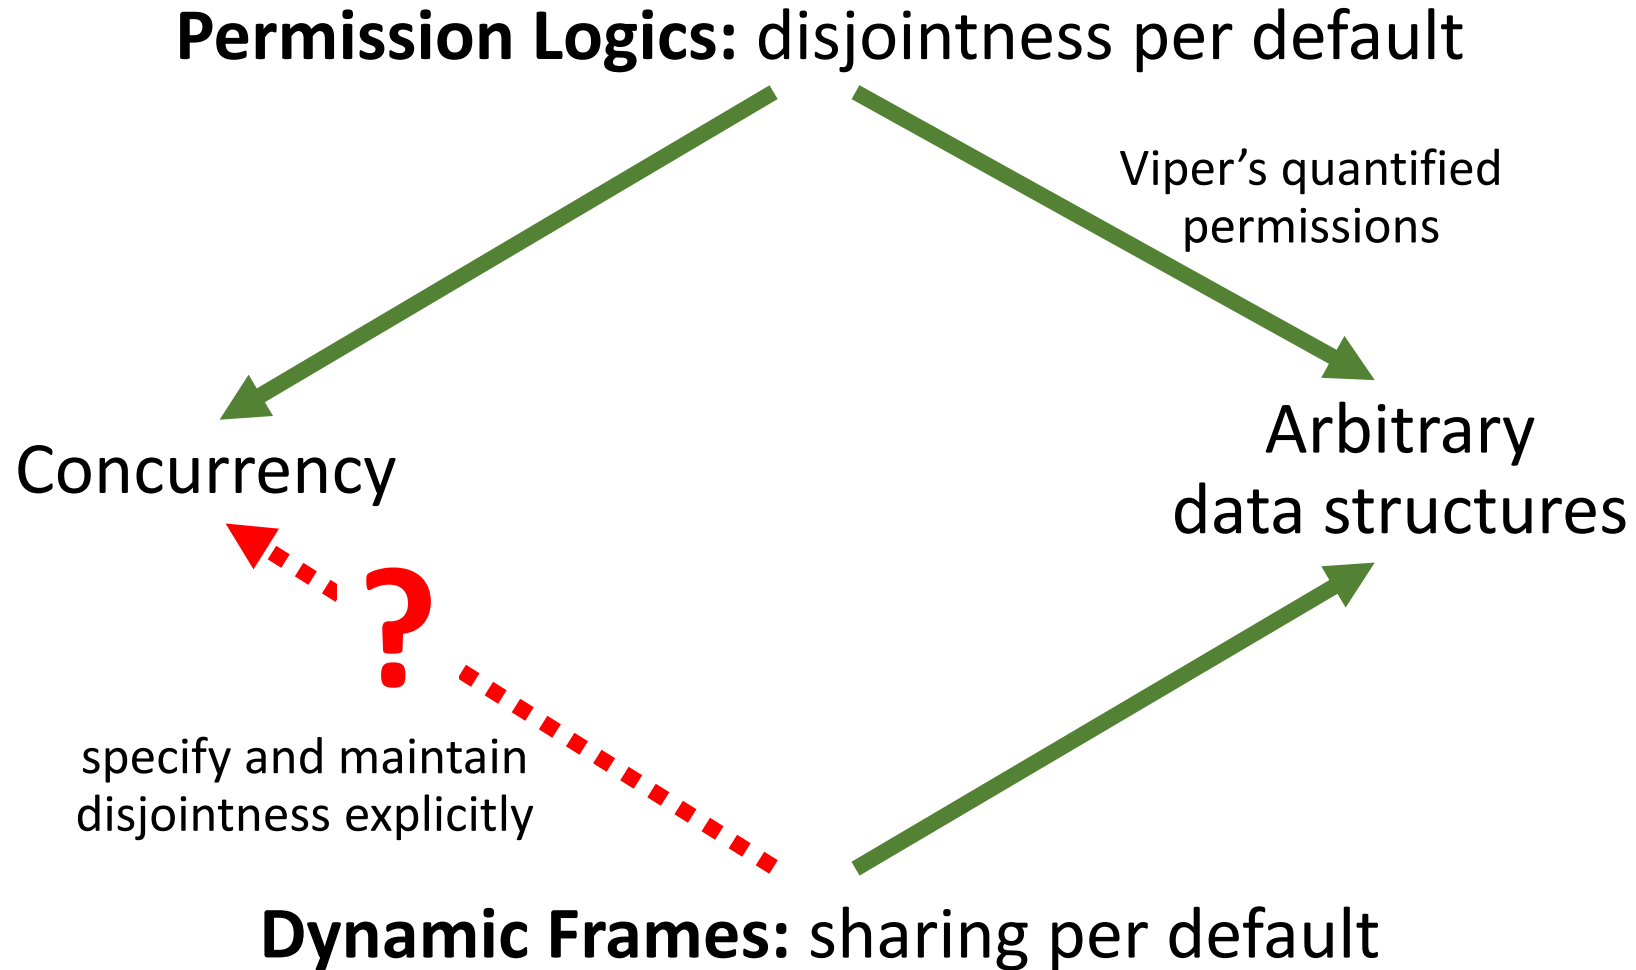 Permission Logics: disjointness per default
Viper’s quantified
permissions
Concurrency
Arbitrary
data structures
?
specify and maintain
disjointness explicitly
Dynamic Frames: sharing per default